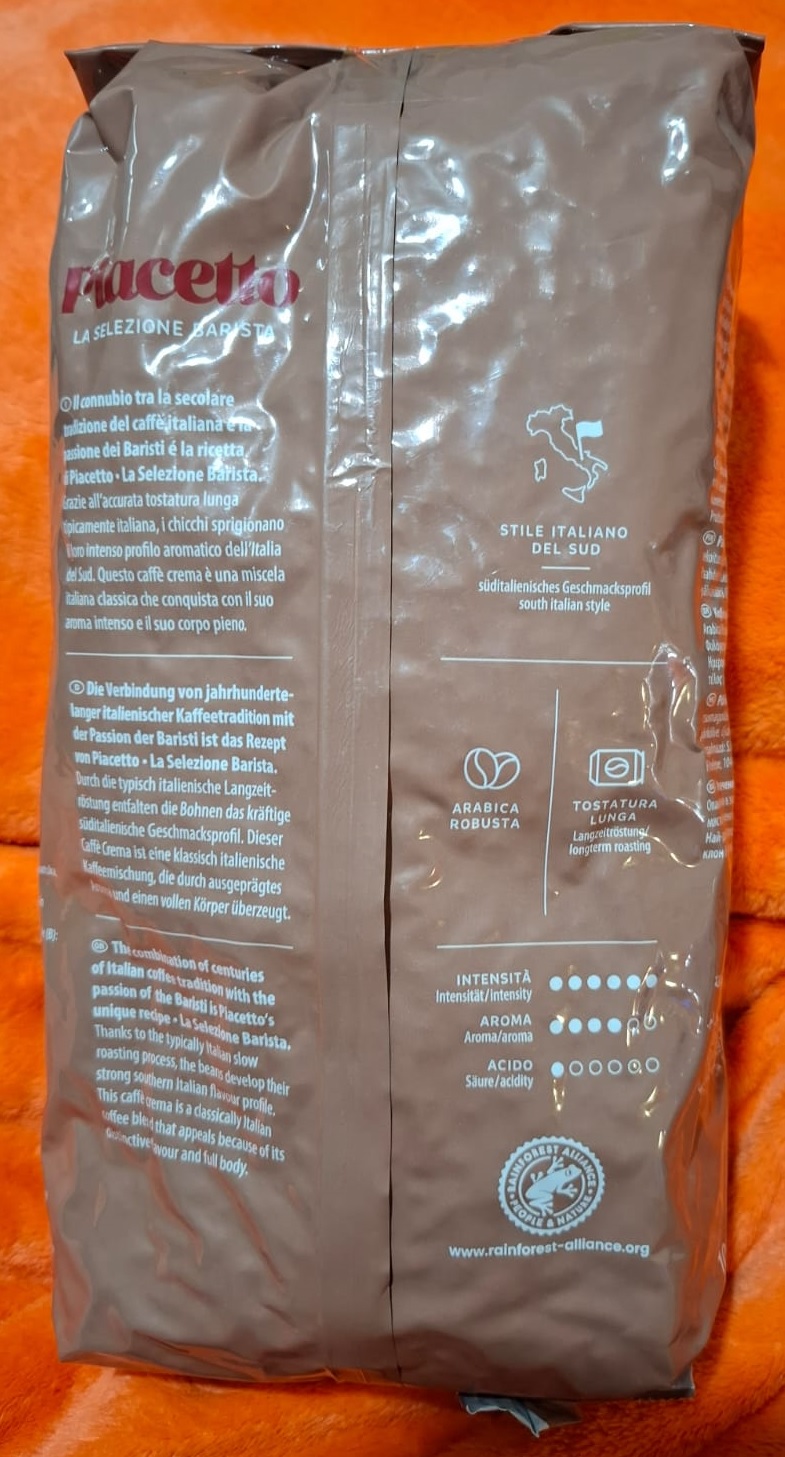 Piacetto
LA SELEZIONE BARISTA
I Il connubio tra la secolare
tradizione del caffè italiana e la
passione dei Baristi é la ricetta
di Piacetto • La Selezione Barista.
Grazie all'accurata tostatura lunga
tipicamente italiana, i chicchi sprigionano
il loro intenso profilo aromatico dell'Italia
del Sud. Questo caffè crema è una miscela
italiana classica che conquista con il suo
aroma intenso e il suo corpo pieno.
D Die Verbindung von jahrhunderte-
langer italienischer Kaffeetradition mit
der Passion der Baristi ist das Rezept
von Piacetto • La Selezione Barista.
Durch die typisch italienische Langzeit-
röstung entfalten die Bohnen das kräftige
süditalienische Geschmacksprofil. Dieser
Caffè Crema ist eine klassisch italienische
Kaffeemischung, die durch ausgeprägtes
und einen vollen Körper überzeugt.
GB The combination of centuries
of Italian coffee tradition with the
passion of the Baristi is Piacetto's
unique recipe • La Selezione Barista.
Thanks to the typically Italian slow
roasting process, the beans develop their
strong southern Italian flavour profile.
This caffè crema is a classically Italian
coffee blend that appeals because of its
distinctive flavour and full body.
STILE ITALIANO
DEL SUD
süditalienisches Geschmacksprofil
south italian style
ARABICA
ROBUSTA
TOSTATURA
LUNGA
Langzeitröstung/
longterm roasting
INTENSITÀ
Intensität/intensity
AROMA
Aroma/aroma
ACIDO
Säure/acidity
RAINFOREST ALLIANCE
PEOPLE & NATURE
www.rainforest-alliance.org